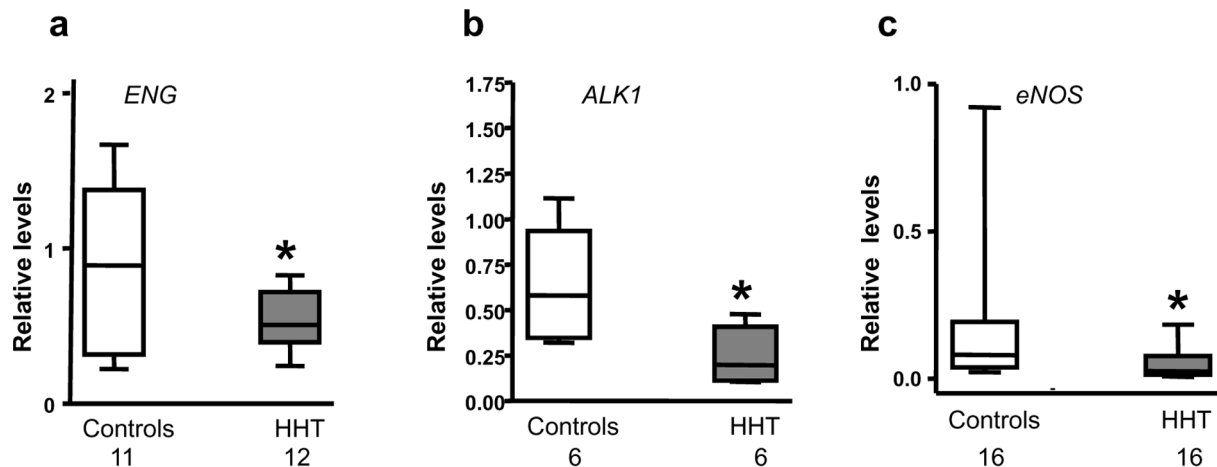 a
ENG
Relative levels
2
1
0
*
Controls
HHT
11
12
b
ALK1
Relative levels
1.75
1.50
1.25
1.00
0.75
0.50
0.25
0.00
*
Controls
HHT
6
6
c
eNOS
Relative levels
1.0
0.5
0.0
*
Controls
HHT
16
16